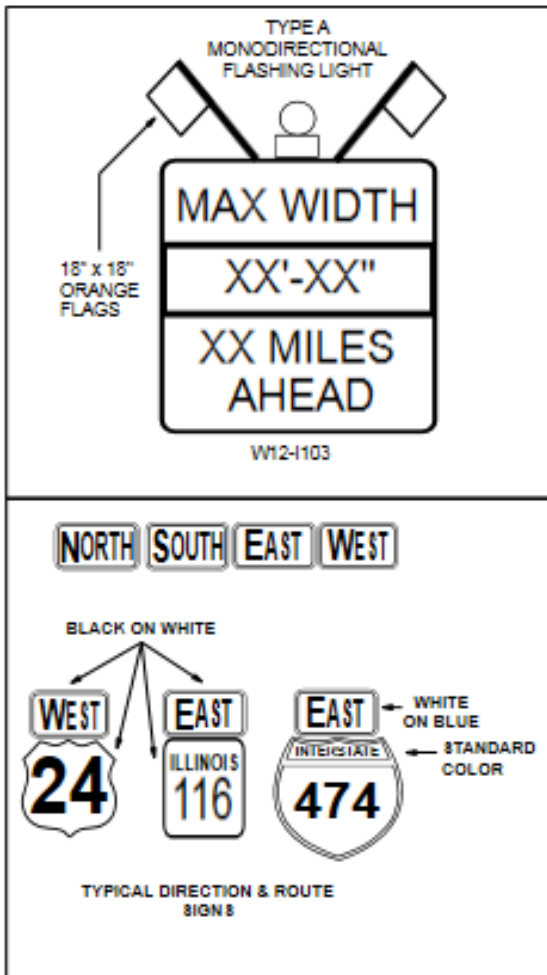 TYPE A
MONODIRECTIONAL
FLASHING LIGHT
MAX WIDTH
18" x 18"
ORANGE
FLAGS
XX'-XX"
XX MILES
AHEAD
W12-I103
NORTH SOUTH EAST WEST
BLACK ON WHITE
WEST EAST EAST
WHITE
ON BLUE
24
ILLINOIS
116
INTERSTATE
474
STANDARD
COLOR
TYPICAL DIRECTION & ROUTE
SIGNS